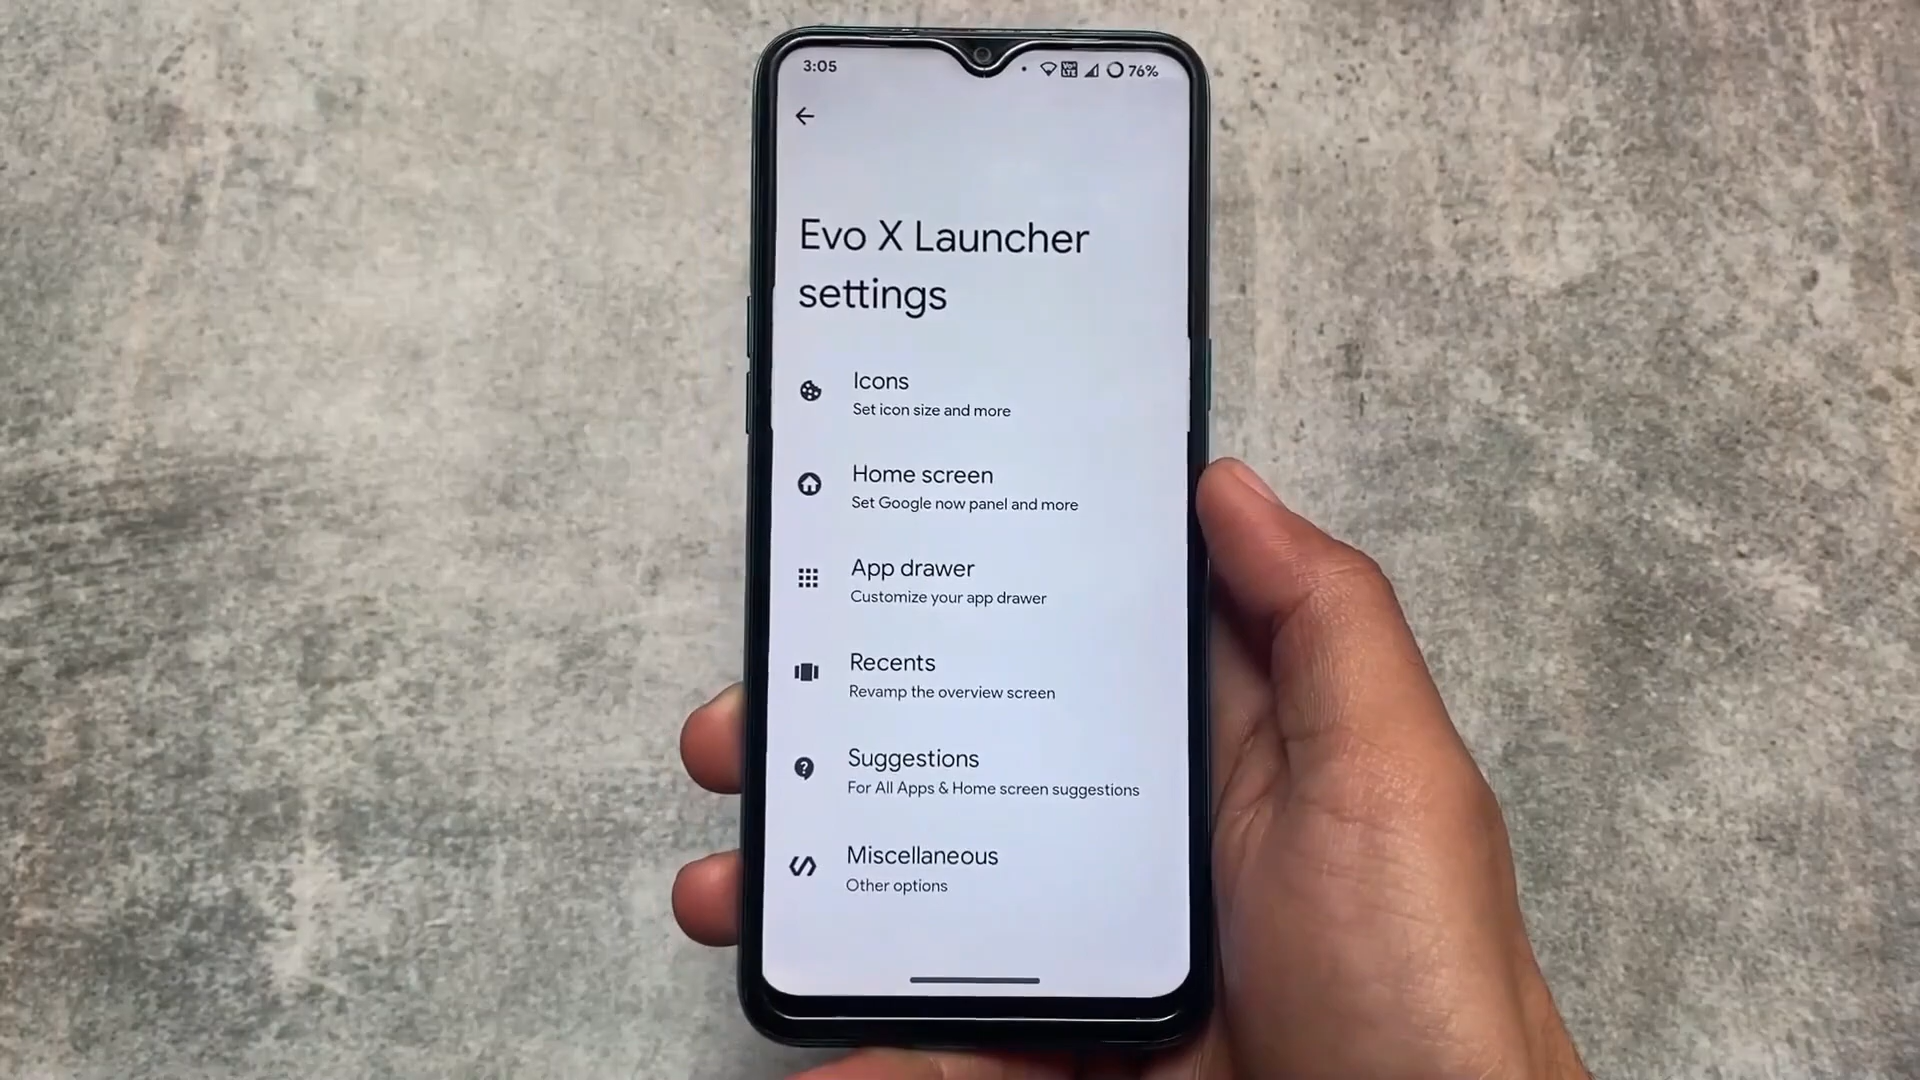 3:05
Vo LTE
76%
Evo X Launcher
settings
Icons
Set icon size and more
Home screen
Set Google now panel and more
App drawer
Customize your app drawer
Recents
Revamp the overview screen
Suggestions
For All Apps & Home screen suggestions
Miscellaneous
Other options